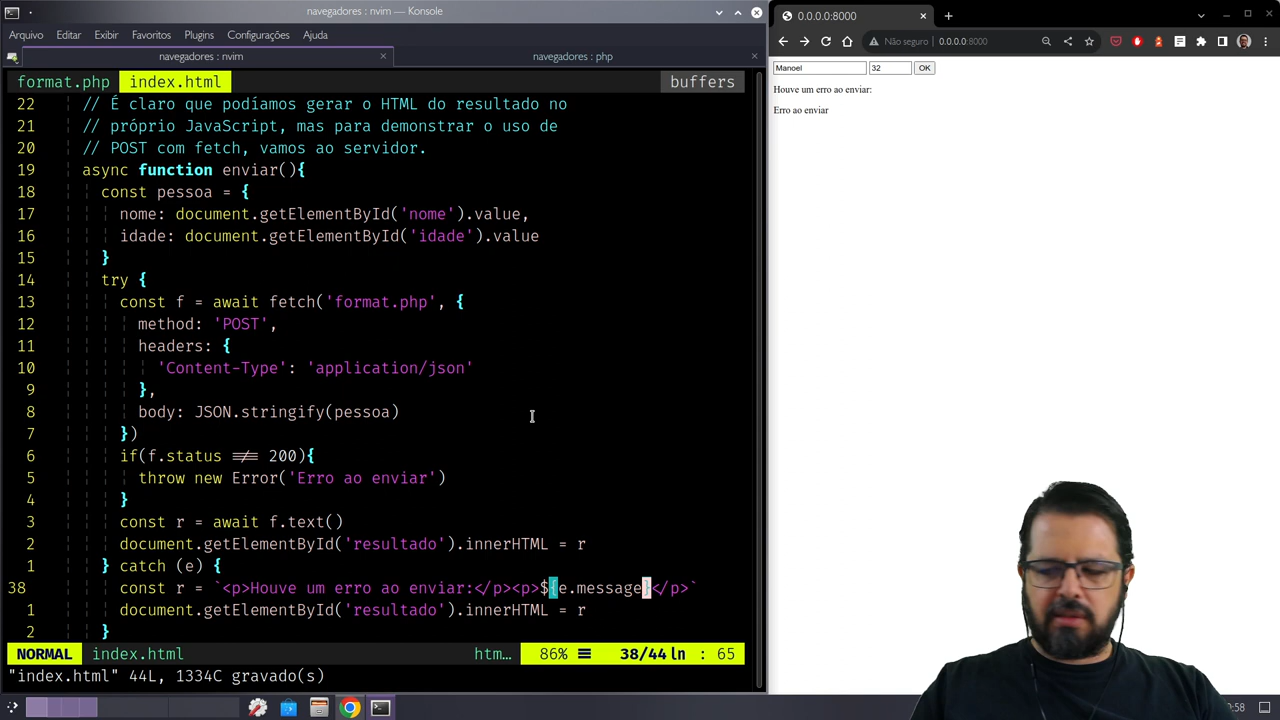 navegadores : nvim — Konsole
Arquivo Editar Exibir Favoritos Plugins Configurações Ajuda
navegadores : nvim
navegadores : php
format.php index.html buffers
22 // É claro que podíamos gerar o HTML do resultado no
21 // próprio JavaScript, mas para demonstrar o uso de
20 // POST com fetch, vamos ao servidor.
19 async function enviar(){
18 const pessoa = {
17 nome: document.getElementById('nome').value,
16 idade: document.getElementById('idade').value
15 }
14 try {
13 const f = await fetch('format.php', {
12 method: 'POST',
11 headers: {
10 'Content-Type': 'application/json'
9 },
8 body: JSON.stringify(pessoa)
7 })
6 if(f.status !== 200){
5 throw new Error('Erro ao enviar')
4 }
3 const r = await f.text()
2 document.getElementById('resultado').innerHTML = r
1 } catch (e) {
38 const r = `<p>Houve um erro ao enviar:</p><p>${e.message}</p>`
1 document.getElementById('resultado').innerHTML = r
2 }
NORMAL index.html htm… 86% ☰ 38/44 ln : 65
"index.html" 44L, 1334C gravado(s)
0.0.0.0:8000
Não seguro 0.0.0.0:8000
Manoel 32 OK
Houve um erro ao enviar:
Erro ao enviar